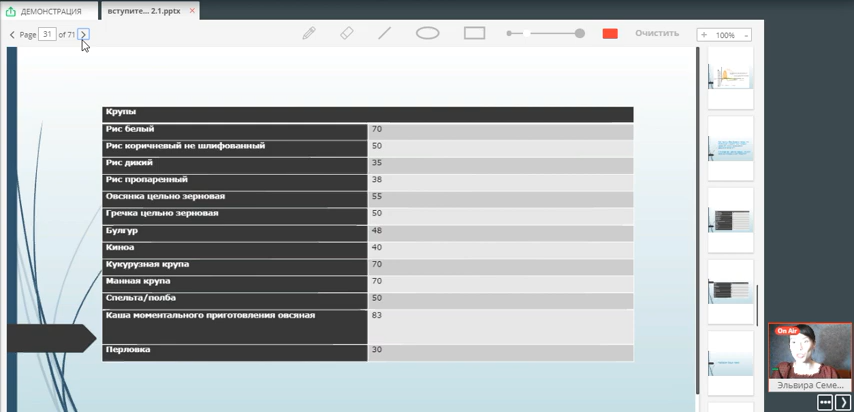 ДЕМОНСТРАЦИЯ
вступите... 2.1.pptx
Page 31 of 71
Очистить
100%
Крупы
Рис белый 70
Рис коричневый не шлифованный 50
Рис дикий 35
Рис пропаренный 38
Овсянка цельно зерновая 55
Гречка цельно зерновая 50
Булгур 48
Киноа 40
Кукурузная крупа 70
Манная крупа 70
Спельта/полба 50
Каша моментального приготовления овсяная 83
Перловка 30
On Air
Эльвира Семе...